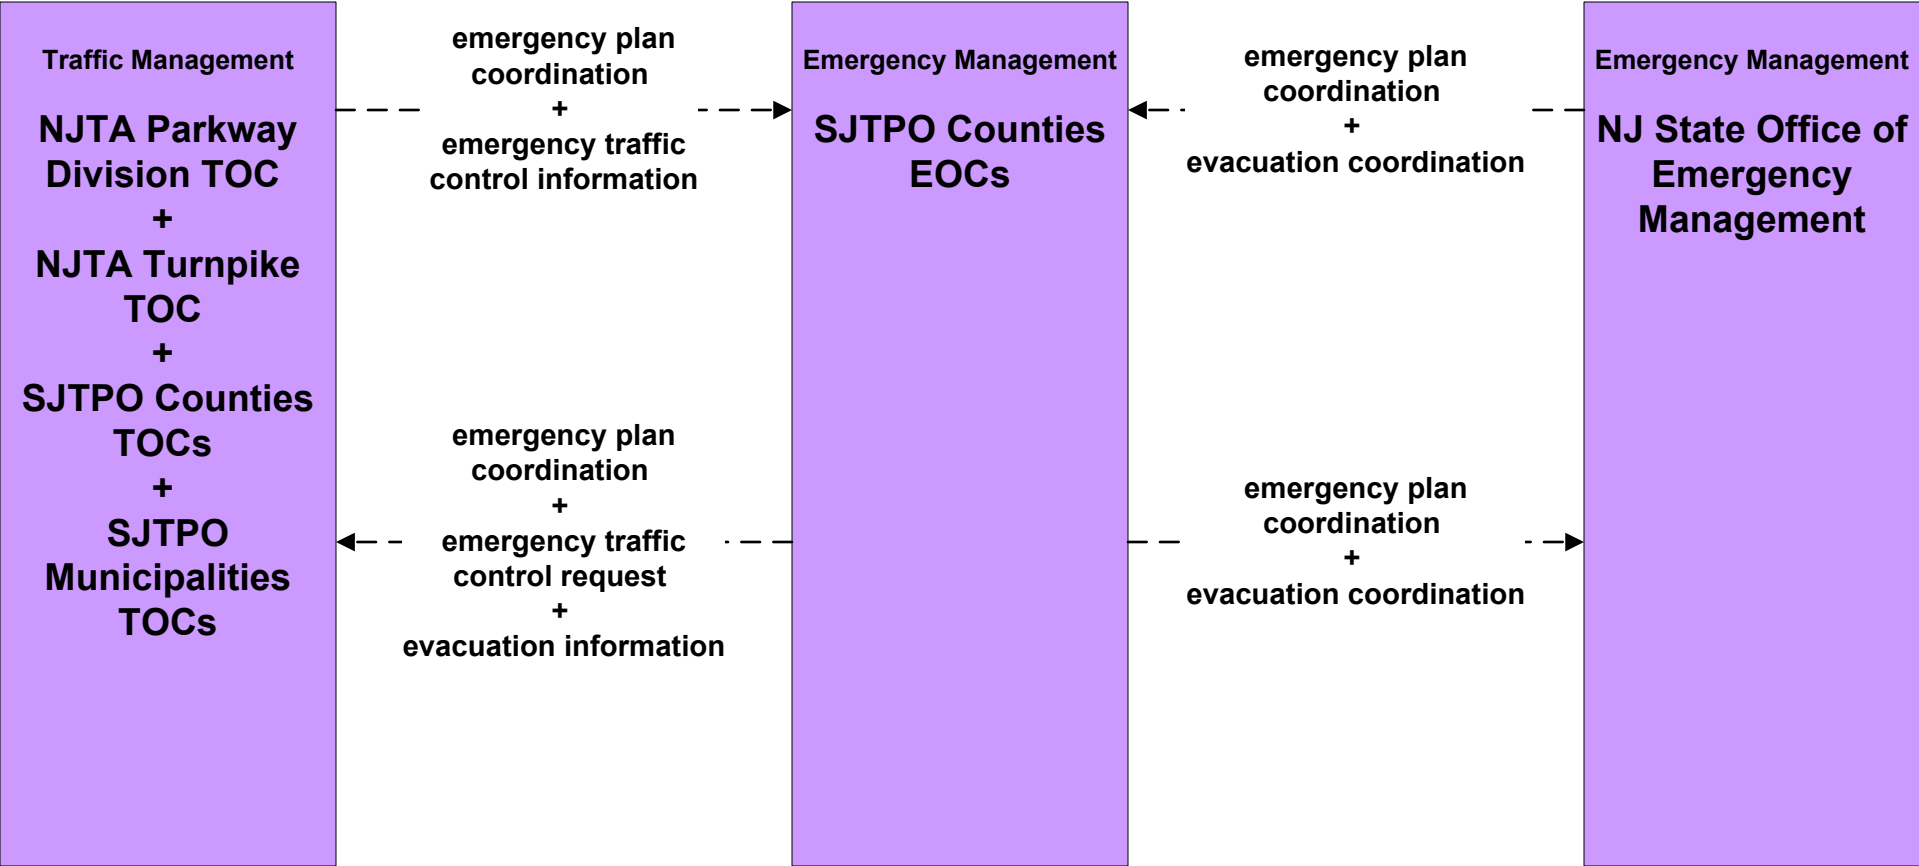 Traffic Management
NJTA Parkway
Division TOC
+
NJTA Turnpike
TOC
+
SJTPO Counties
TOCs
+
SJTPO
Municipalities
TOCs
emergency plan
coordination
+
emergency traffic
control information
emergency plan
coordination
+
emergency traffic
control request
+
evacuation information
Emergency Management
SJTPO Counties
EOCs
emergency plan
coordination
+
evacuation coordination
emergency plan
coordination
+
evacuation coordination
Emergency Management
NJ State Office of
Emergency
Management